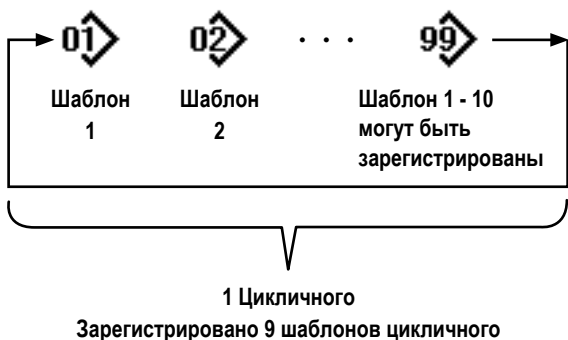 01 02 . . . 99
Шаблон 1
Шаблон 2
Шаблон 1 - 10
могут быть
зарегистрированы
1 Цикличного
Зарегистрировано 9 шаблонов цикличного